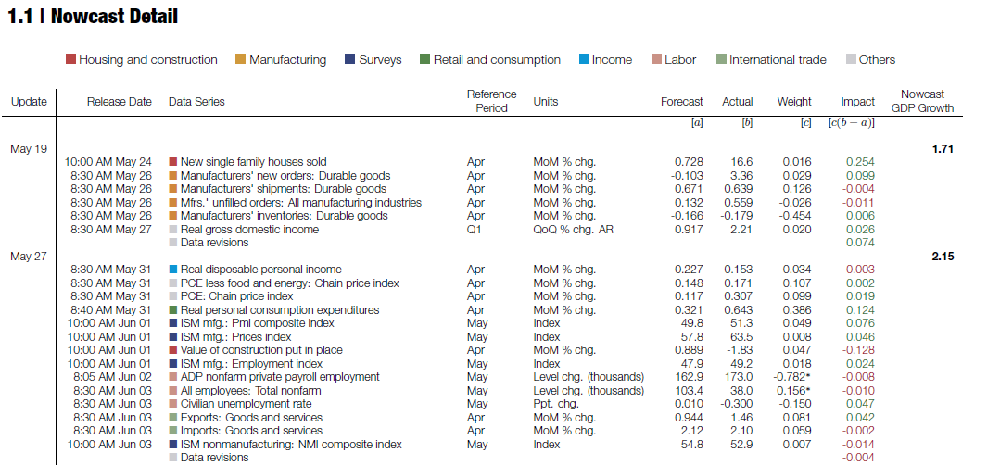 1.1 | Nowcast Detail
Housing and construction Manufacturing Surveys Retail and consumption Income Labor International trade Others
Update Release Date Data Series Reference Period Units Forecast Actual Weight Impact Nowcast GDP Growth
[a] [b] [c] [c(b − a)]
May 19 1.71
10:00 AM May 24 New single family houses sold Apr MoM % chg. 0.728 16.6 0.016 0.254
8:30 AM May 26 Manufacturers' new orders: Durable goods Apr MoM % chg. -0.103 3.36 0.029 0.099
8:30 AM May 26 Manufacturers' shipments: Durable goods Apr MoM % chg. 0.671 0.639 0.126 -0.004
8:30 AM May 26 Mfrs.' unfilled orders: All manufacturing industries Apr MoM % chg. 0.132 0.559 -0.026 -0.011
8:30 AM May 26 Manufacturers' inventories: Durable goods Apr MoM % chg. -0.166 -0.179 -0.454 0.006
8:30 AM May 27 Real gross domestic income Q1 QoQ % chg. AR 0.917 2.21 0.020 0.026
Data revisions 0.074
May 27 2.15
8:30 AM May 31 Real disposable personal income Apr MoM % chg. 0.227 0.153 0.034 -0.003
8:30 AM May 31 PCE less food and energy: Chain price index Apr MoM % chg. 0.148 0.171 0.107 0.002
8:30 AM May 31 PCE: Chain price index Apr MoM % chg. 0.117 0.307 0.099 0.019
8:40 AM May 31 Real personal consumption expenditures Apr MoM % chg. 0.321 0.643 0.386 0.124
10:00 AM Jun 01 ISM mfg.: Pmi composite index May Index 49.8 51.3 0.049 0.076
10:00 AM Jun 01 ISM mfg.: Prices index May Index 57.8 63.5 0.008 0.046
10:00 AM Jun 01 Value of construction put in place Apr MoM % chg. 0.889 -1.83 0.047 -0.128
10:00 AM Jun 01 ISM mfg.: Employment index May Index 47.9 49.2 0.018 0.024
8:05 AM Jun 02 ADP nonfarm private payroll employment May Level chg. (thousands) 162.9 173.0 -0.782* -0.008
8:30 AM Jun 03 All employees: Total nonfarm May Level chg. (thousands) 103.4 38.0 0.156* -0.010
8:30 AM Jun 03 Civilian unemployment rate May Ppt. chg. 0.010 -0.300 -0.150 0.047
8:30 AM Jun 03 Exports: Goods and services Apr MoM % chg. 0.944 1.46 0.081 0.042
8:30 AM Jun 03 Imports: Goods and services Apr MoM % chg. 2.12 2.10 0.059 -0.002
10:00 AM Jun 03 ISM nonmanufacturing: NMI composite index May Index 54.8 52.9 0.007 -0.014
Data revisions -0.004